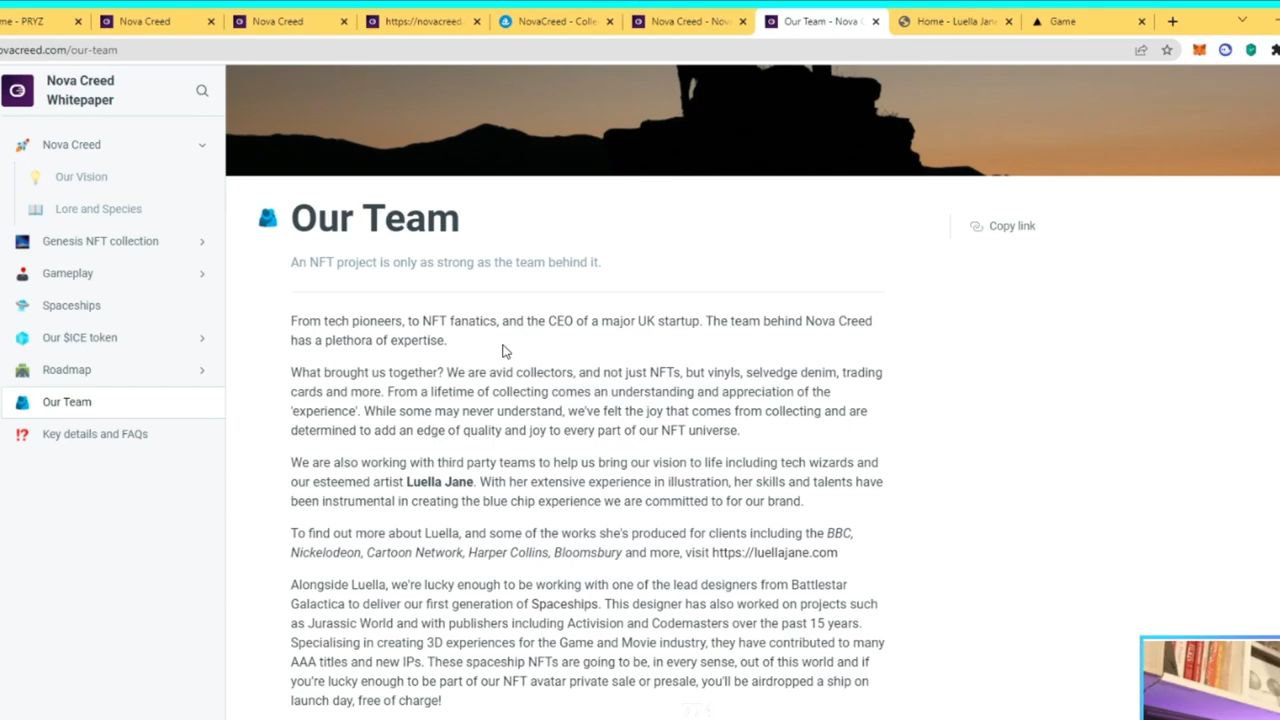 me - PRYZ
Nova Creed
Nova Creed
https://novacreed
NovaCreed - Colle
Nova Creed - Nov
Our Team - Nova C
Home - Luella Jan
Game
ovacreed.com/our-team
Nova Creed
Whitepaper
Nova Creed
Our Vision
Lore and Species
Genesis NFT collection
Gameplay
Spaceships
Our $ICE token
Roadmap
Our Team
Key details and FAQs
Our Team
Copy link
An NFT project is only as strong as the team behind it.
From tech pioneers, to NFT fanatics, and the CEO of a major UK startup. The team behind Nova Creed
has a plethora of expertise.
What brought us together? We are avid collectors, and not just NFTs, but vinyls, selvedge denim, trading
cards and more. From a lifetime of collecting comes an understanding and appreciation of the
'experience'. While some may never understand, we've felt the joy that comes from collecting and are
determined to add an edge of quality and joy to every part of our NFT universe.
We are also working with third party teams to help us bring our vision to life including tech wizards and
our esteemed artist Luella Jane. With her extensive experience in illustration, her skills and talents have
been instrumental in creating the blue chip experience we are committed to for our brand.
To find out more about Luella, and some of the works she's produced for clients including the BBC,
Nickelodeon, Cartoon Network, Harper Collins, Bloomsbury and more, visit https://luellajane.com
Alongside Luella, we're lucky enough to be working with one of the lead designers from Battlestar
Galactica to deliver our first generation of Spaceships. This designer has also worked on projects such
as Jurassic World and with publishers including Activision and Codemasters over the past 15 years.
Specialising in creating 3D experiences for the Game and Movie industry, they have contributed to many
AAA titles and new IPs. These spaceship NFTs are going to be, in every sense, out of this world and if
you're lucky enough to be part of our NFT avatar private sale or presale, you'll be airdropped a ship on
launch day, free of charge!